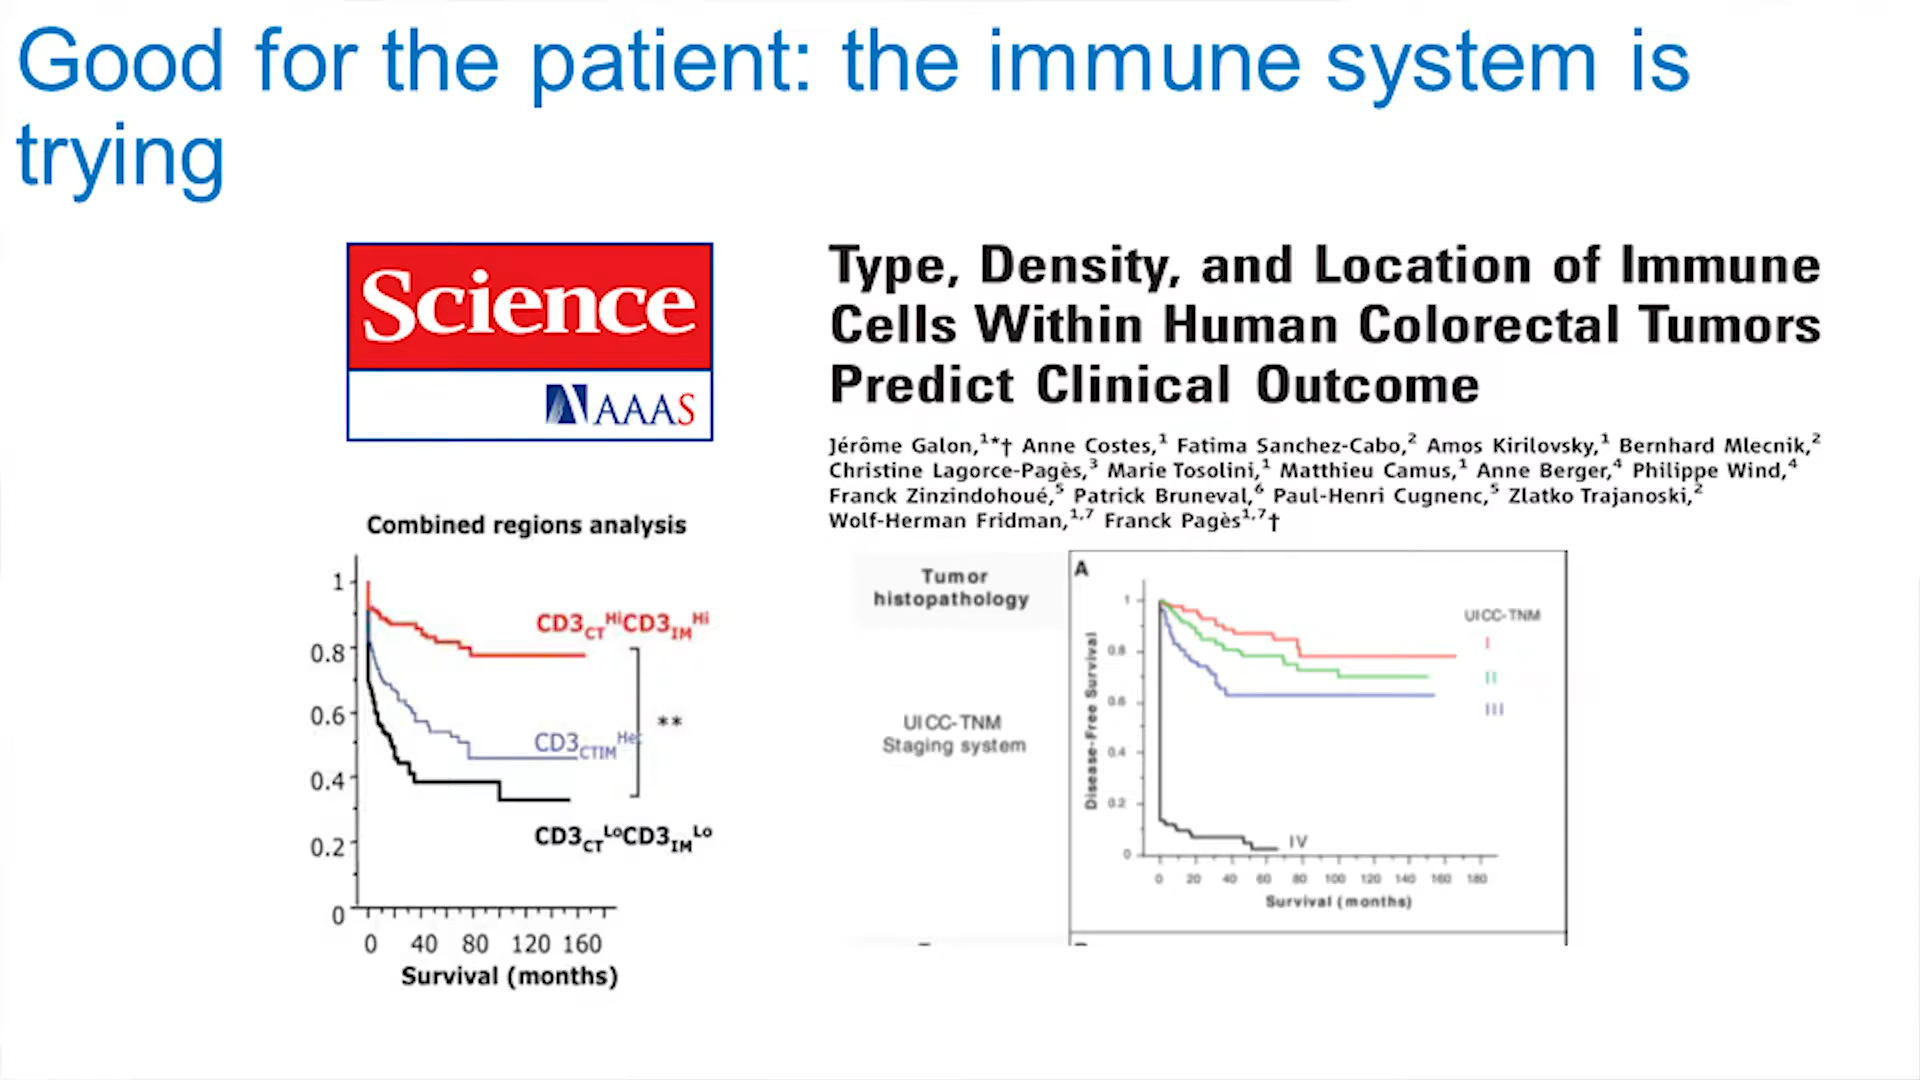 Good for the patient: the immune system is
trying
Science
AAAS
Type, Density, and Location of Immune
Cells Within Human Colorectal Tumors
Predict Clinical Outcome
Jérôme Galon,¹*† Anne Costes,¹ Fatima Sanchez-Cabo,² Amos Kirilovsky,¹ Bernhard Mlecnik,²
Christine Lagorce-Pagès,³ Marie Tosolini,¹ Matthieu Camus,¹ Anne Berger,⁴ Philippe Wind,⁴
Franck Zinzindohoué,⁵ Patrick Bruneval,⁶ Paul-Henri Cugnenc,⁵ Zlatko Trajanoski,²
Wolf-Herman Fridman,¹,⁷ Franck Pagès¹,⁷†
Combined regions analysis
1
0.8
0.6
0.4
0.2
0
CD3CTHiCD3IMHi
**
CD3CTIMHet
CD3CTLoCD3IMLo
0 40 80 120 160
Survival (months)
Tumor
histopathology
UICC-TNM
Staging system
A
UICC-TNM
I
II
III
IV
Disease-Free Survival
1
0.8
0.6
0.4
0.2
0
0 20 40 60 80 100 120 140 160 180
Survival (months)